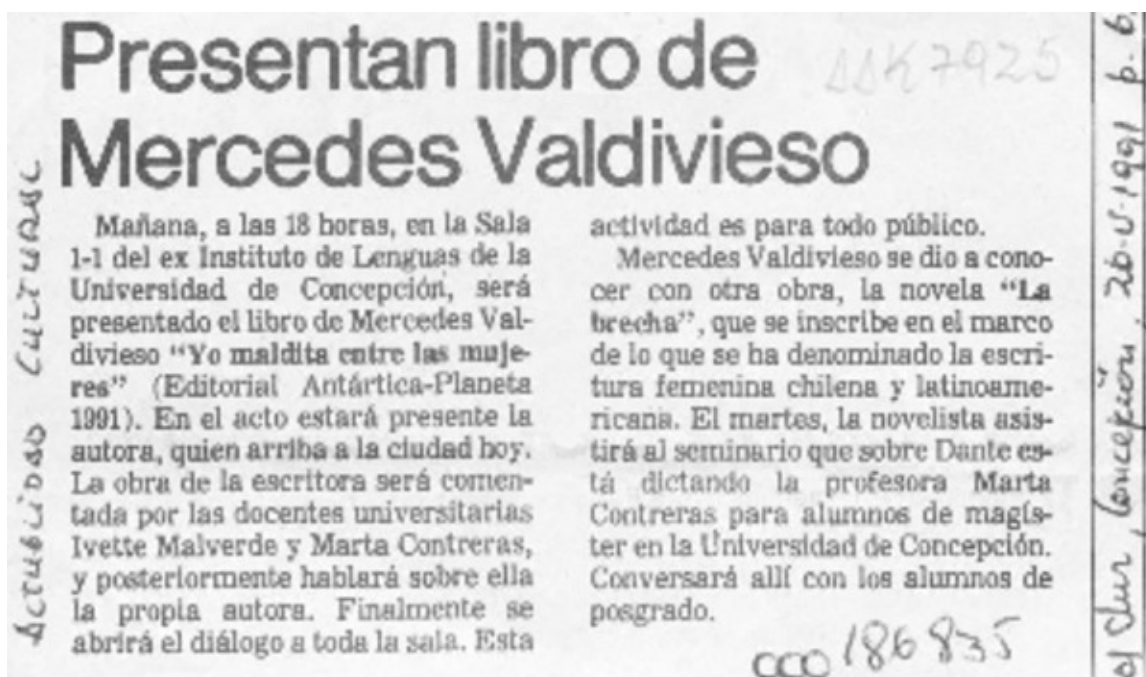 Presentan libro de
Mercedes Valdivieso
AAK7925
Mañana, a las 18 horas, en la Sala
1-1 del ex Instituto de Lenguas de la
Universidad de Concepción, será
presentado el libro de Mercedes Val-
divieso “Yo maldita entre las muje-
res” (Editorial Antártica-Planeta
1991). En el acto estará presente la
autora, quien arriba a la ciudad hoy.
La obra de la escritora será comen-
tada por las docentes universitarias
Ivette Malverde y Marta Contreras,
y posteriormente hablará sobre ella
la propia autora. Finalmente se
abrirá el diálogo a toda la sala. Esta
actividad es para todo público.
Mercedes Valdivieso se dio a cono-
cer con otra obra, la novela “La
brecha”, que se inscribe en el marco
de lo que se ha denominado la escri-
tura femenina chilena y latinoame-
ricana. El martes, la novelista asis-
tirá al seminario que sobre Dante es-
tá dictando la profesora Marta
Contreras para alumnos de magís-
ter en la Universidad de Concepción.
Conversará allí con los alumnos de
posgrado.
000186835
ACTUALIDAD CULTURAL
el Sur, Concepción, 26-V-1991 p. 6